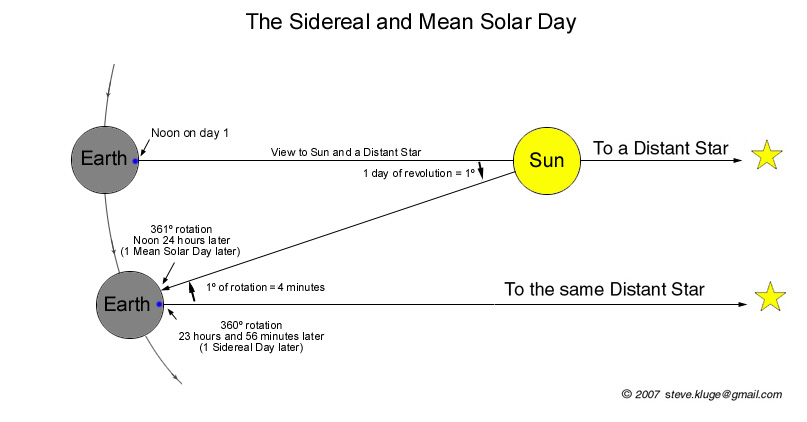 The Sidereal and Mean Solar Day
Noon on day 1
Earth
View to Sun and a Distant Star
Sun
To a Distant Star
1 day of revolution = 1º
361º rotation
Noon 24 hours later
(1 Mean Solar Day later)
Earth
1º of rotation = 4 minutes
To the same Distant Star
360º rotation
23 hours and 56 minutes later
(1 Sidereal Day later)
© 2007 steve.kluge@gmail.com